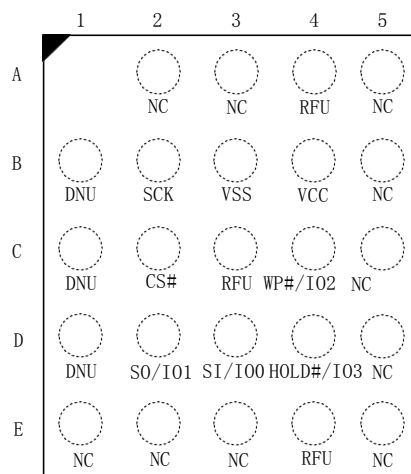 1 2 3 4 5
A
NC NC RFU NC
B
DNU SCK VSS VCC NC
C
DNU CS# RFU WP#/IO2 NC
D
DNU SO/IO1 SI/IO0 HOLD#/IO3 NC
E
NC NC NC RFU NC